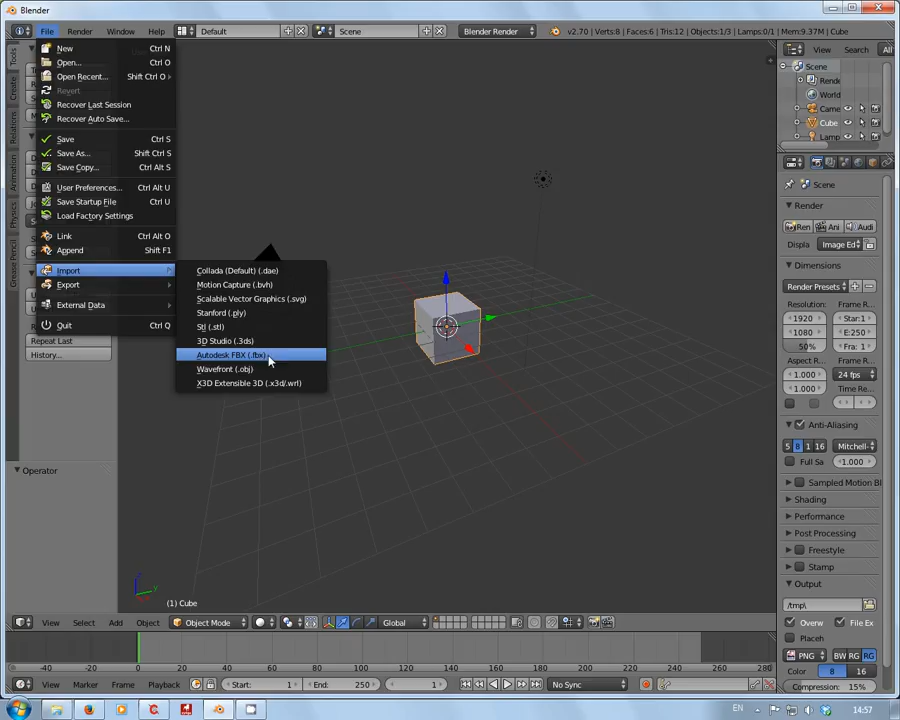 Blender
File Render Window Help Default Scene Blender Render v2.70 | Verts:8 | Faces:6 | Tris:12 | Objects:1/3 | Lamps:0/1 | Mem:9.37M | Cube View Search All
New Ctrl N
Open... Ctrl O
Open Recent... Shift Ctrl O
Revert
Recover Last Session
Recover Auto Save...
Save Ctrl S
Save As... Shift Ctrl S
Save Copy... Ctrl Alt S
User Preferences... Ctrl Alt U
Save Startup File Ctrl U
Load Factory Settings
Link Ctrl Alt O
Append Shift F1
Import
Export
External Data
Quit Ctrl Q
Repeat Last
History...
Collada (Default) (.dae)
Motion Capture (.bvh)
Scalable Vector Graphics (.svg)
Stanford (.ply)
Stl (.stl)
3D Studio (.3ds)
Autodesk FBX (.fbx)
Wavefront (.obj)
X3D Extensible 3D (.x3d/.wrl)
Tools
Create
Relations
Animation
Physics
Grease Pencil
Operator
(1) Cube
View Select Add Object Object Mode Global
-40 -20 0 20 40 60 80 100 120 140 160 180 200 220 240 260 280
View Marker Frame Playback Start: 1 End: 250 1 No Sync
Scene
Rende
World
Came
Cube
Lamp
Scene
Render
Ren Ani Audi
Displa Image Ed
Dimensions
Render Presets
Resolution: Frame R
1920 Star:1
1080 E:250
50% Fra: 1
Aspect R Frame R
1.000 24 fps
1.000 Time Re
Anti-Aliasing
5 8 1 16 Mitchell-
Full Sa 1.000
Sampled Motion Bl
Shading
Performance
Post Processing
Freestyle
Stamp
Output
/tmp\
Overw File Ex
Placeh
PNG BW RG RG
Color 8 16
Compression: 15%
EN 14:57